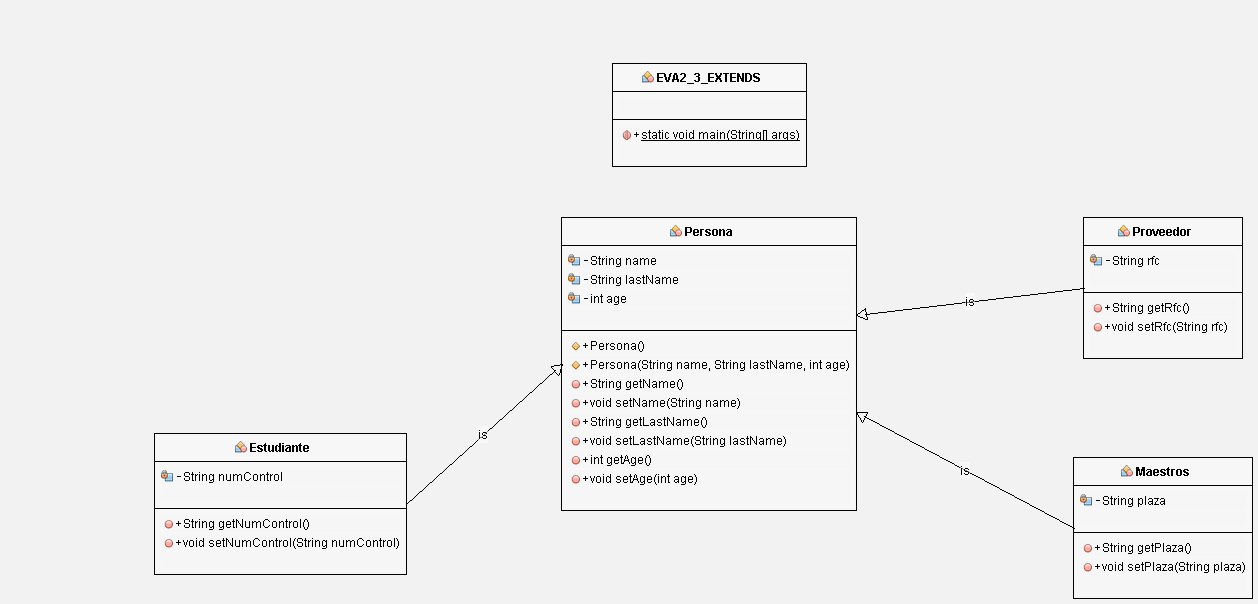 EVA2_3_EXTENDS
+static void main(String[] args)
Persona
-String name
-String lastName
-int age
+Persona()
+Persona(String name, String lastName, int age)
+String getName()
+void setName(String name)
+String getLastName()
+void setLastName(String lastName)
+int getAge()
+void setAge(int age)
Proveedor
-String rfc
+String getRfc()
+void setRfc(String rfc)
is
Estudiante
-String numControl
+String getNumControl()
+void setNumControl(String numControl)
is
Maestros
-String plaza
+String getPlaza()
+void setPlaza(String plaza)
is